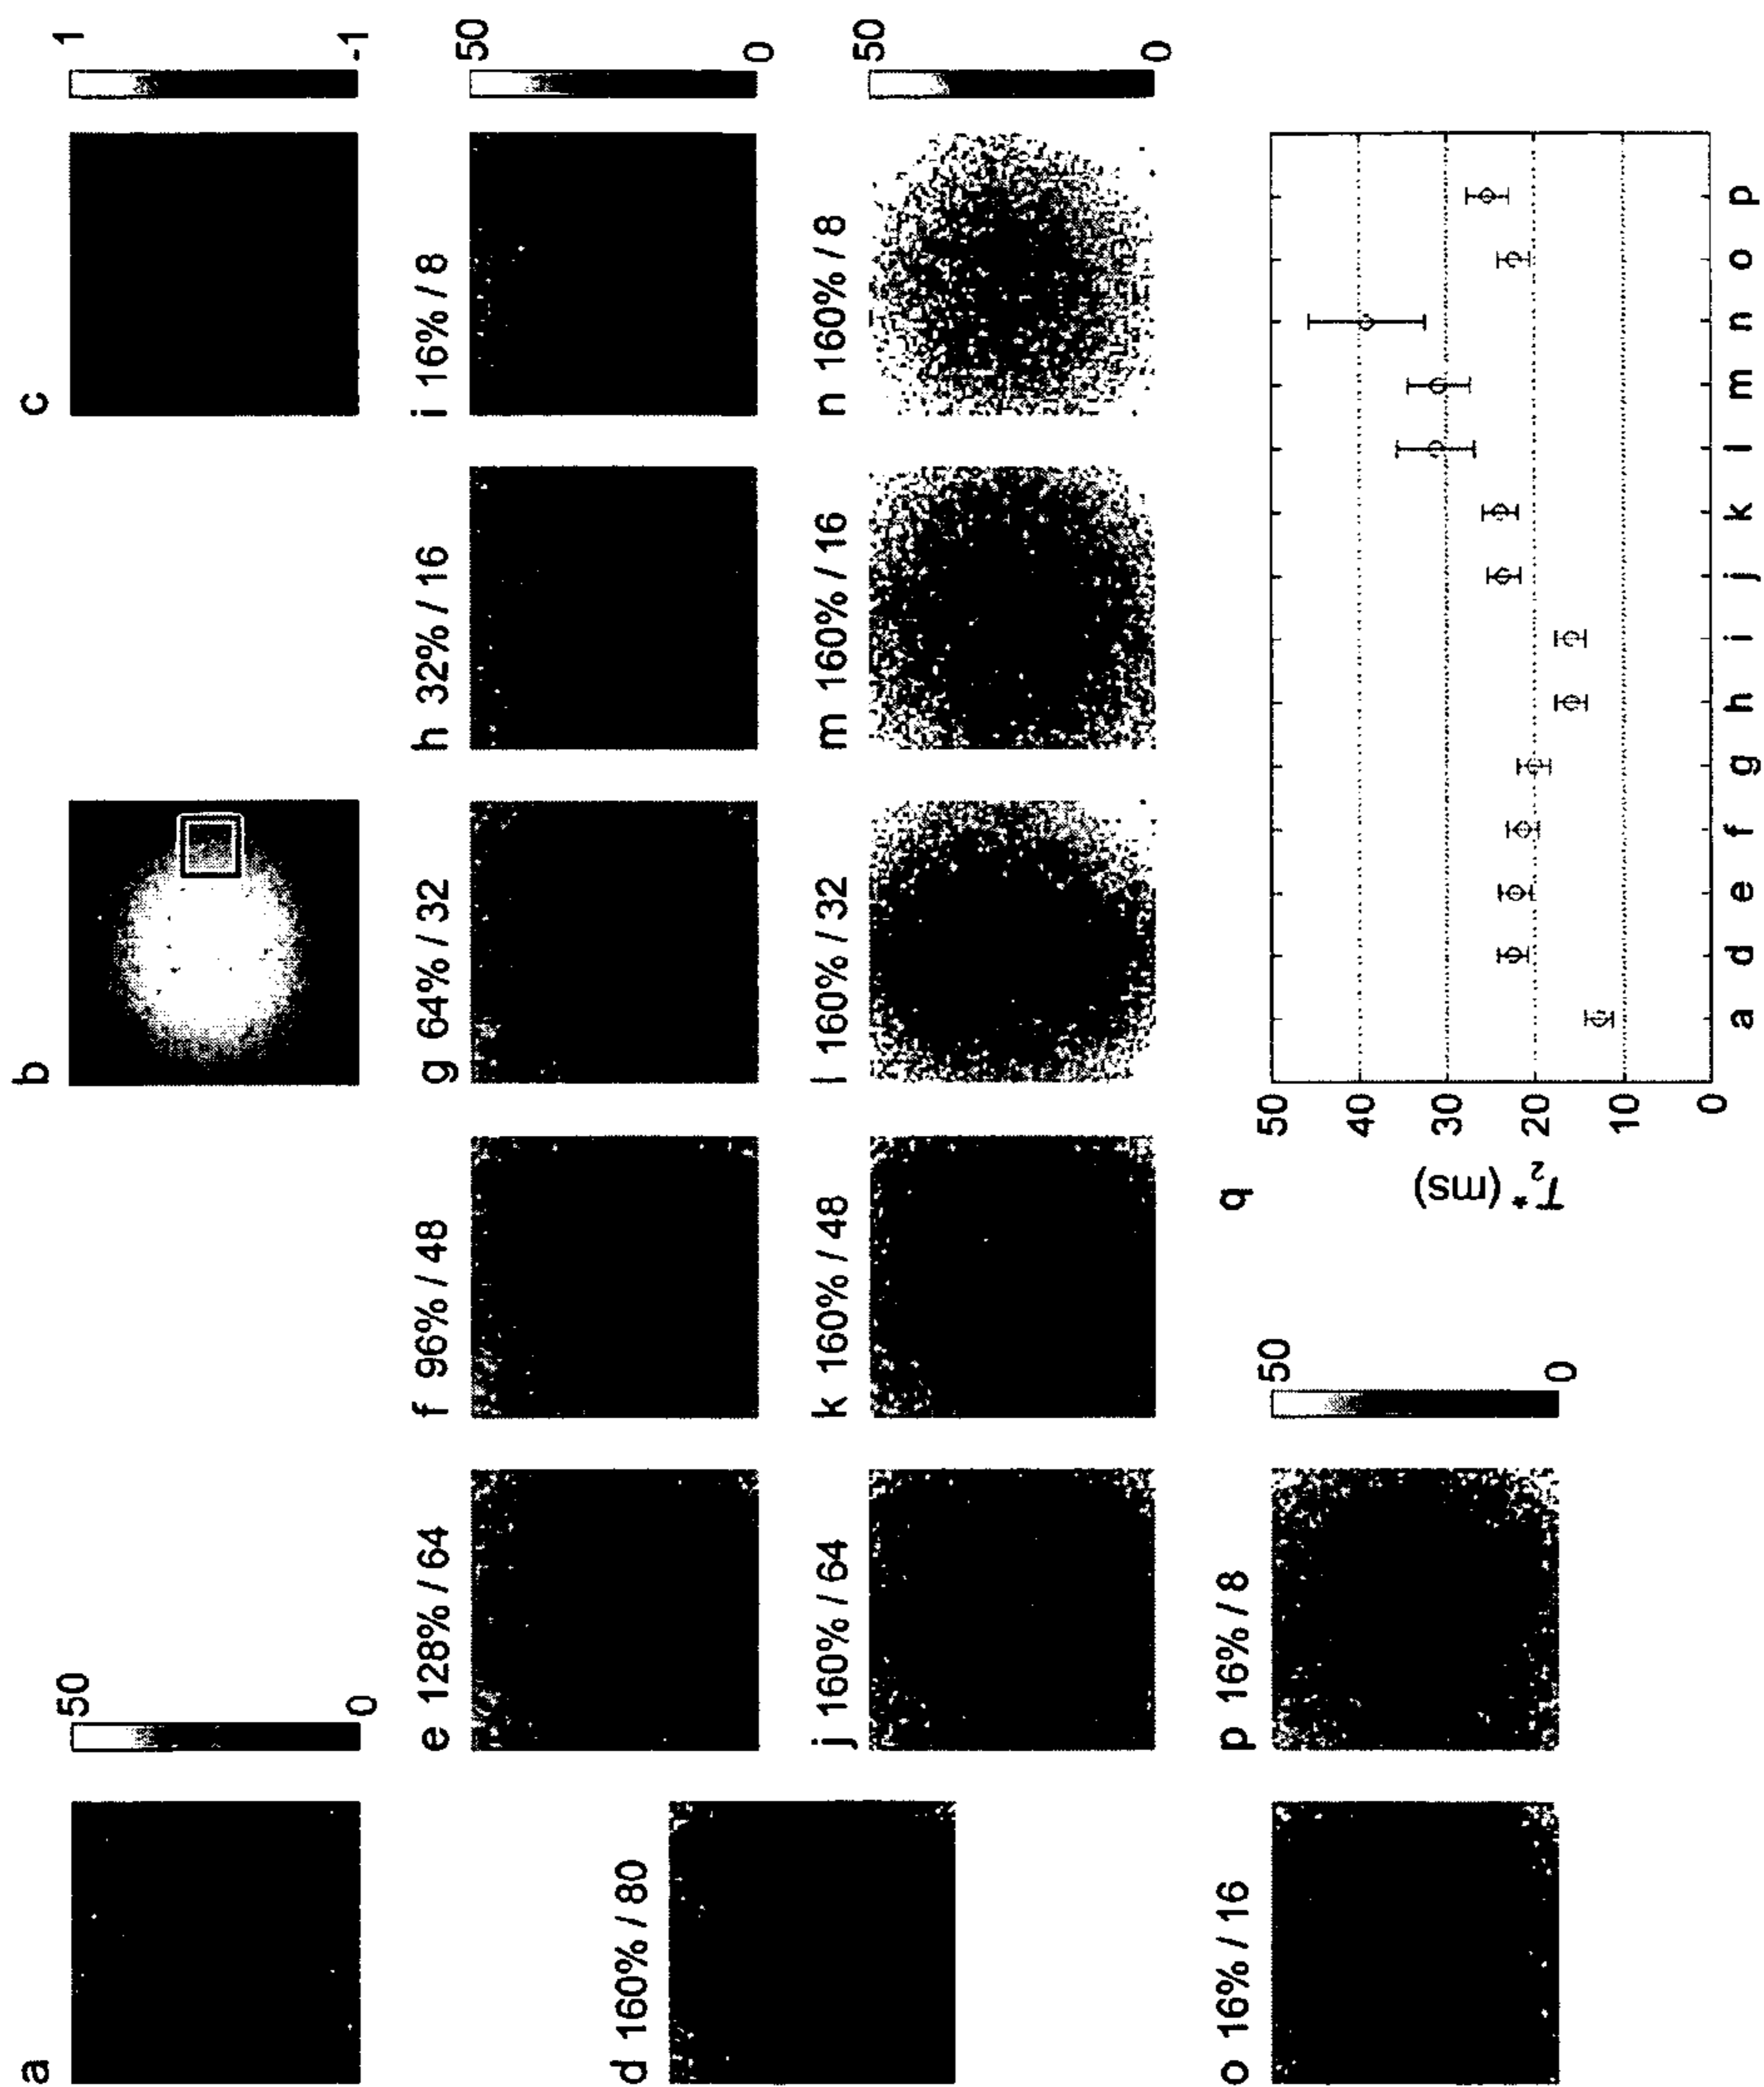 a
50
0
b
c
1
-1
d 160% / 80
e 128% / 64
f 96% / 48
g 64% / 32
h 32% / 16
i 16% / 8
50
0
j 160% / 64
k 160% / 48
l 160% / 32
m 160% / 16
n 160% / 8
50
0
o 16% / 16
p 16% / 8
50
0
q
T₂* (ms)
50
40
30
20
10
0
a d e f g h i j k l m n o p